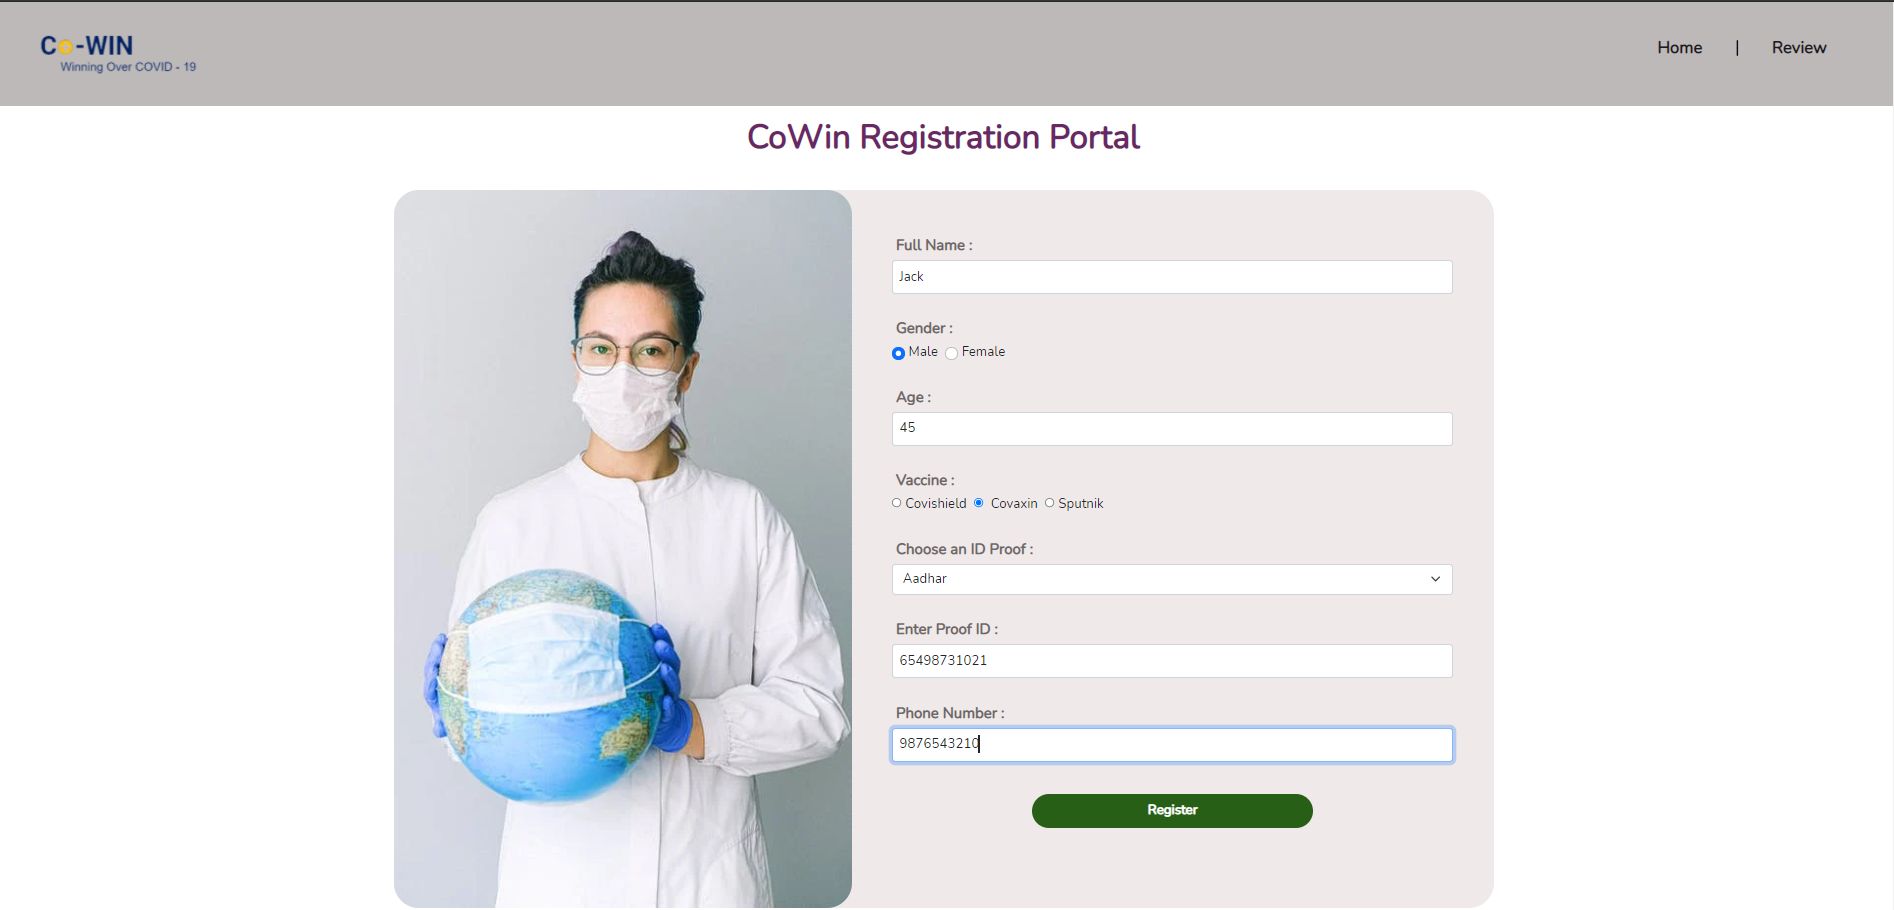 Co-WIN
Winning Over COVID - 19
Home | Review
CoWin Registration Portal
Full Name :
Jack
Gender :
Male Female
Age :
45
Vaccine :
Covishield Covaxin Sputnik
Choose an ID Proof :
Aadhar
Enter Proof ID :
65498731021
Phone Number :
9876543210
Register